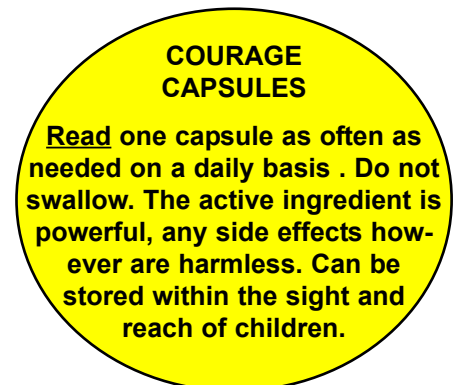 COURAGE
CAPSULES
Read one capsule as often as
needed on a daily basis . Do not
swallow. The active ingredient is
powerful, any side effects how-
ever are harmless. Can be
stored within the sight and
reach of children.